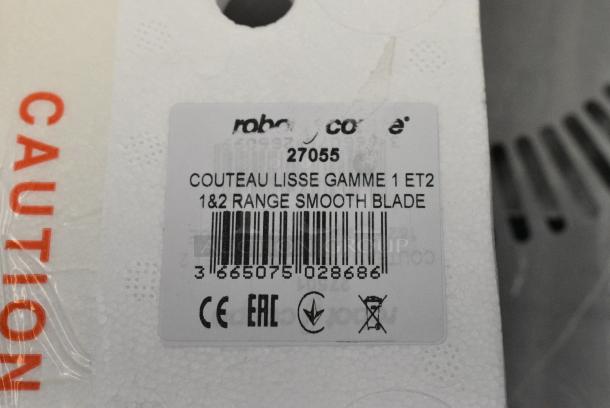 CAUTION
robot coupe®
27055
COUTEAU LISSE GAMME 1 ET2
1&2 RANGE SMOOTH BLADE
3 665075 028686
CE EAC